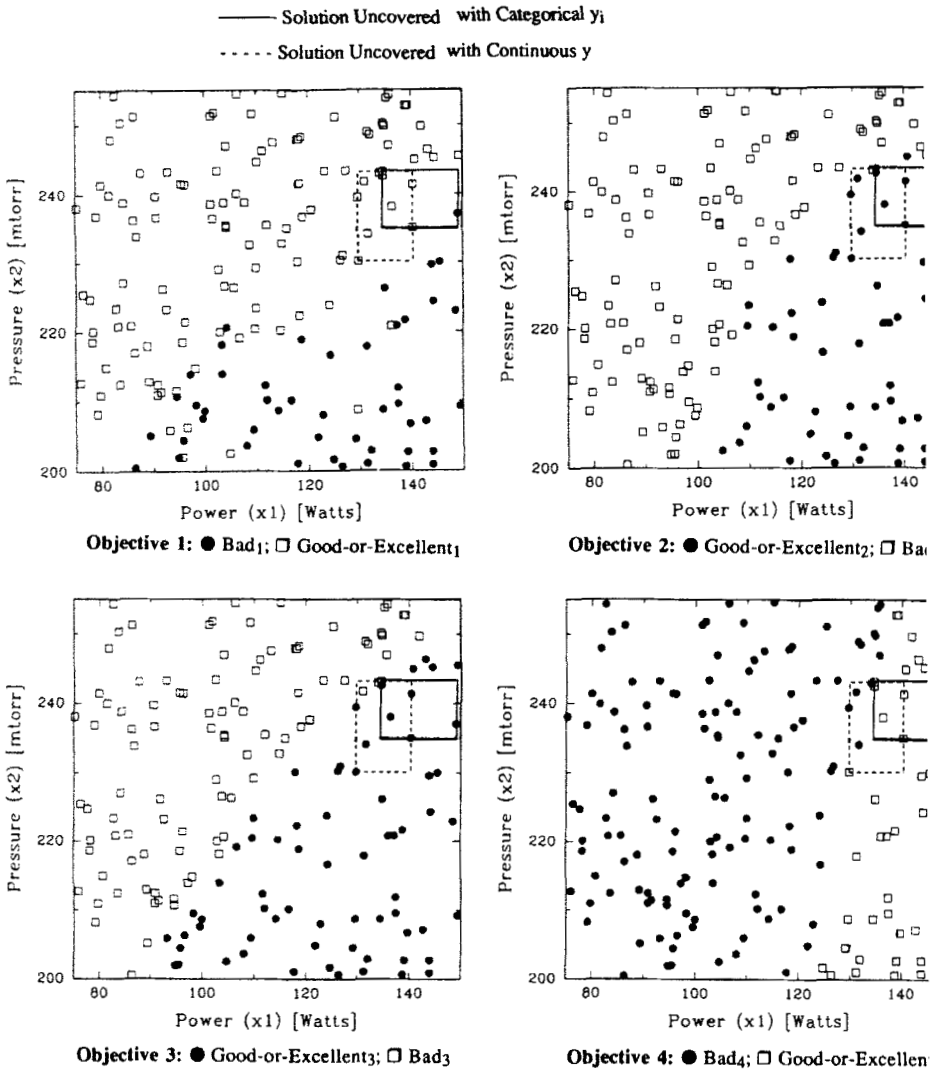 Solution Uncovered with Categorical yi
Solution Uncovered with Continuous y
Pressure (x2) [mtorr]
240
220
200
80 100 120 140
Power (x1) [Watts]
Objective 1: ● Bad1; □ Good-or-Excellent1
Pressure (x2) [mtorr]
240
220
200
80 100 120 140
Power (x1) [Watts]
Objective 2: ● Good-or-Excellent2; □ Bad
Pressure (x2) [mtorr]
240
220
200
80 100 120 140
Power (x1) [Watts]
Objective 3: ● Good-or-Excellent3; □ Bad3
Pressure (x2) [mtorr]
240
220
200
80 100 120 140
Power (x1) [Watts]
Objective 4: ● Bad4; □ Good-or-Excellent